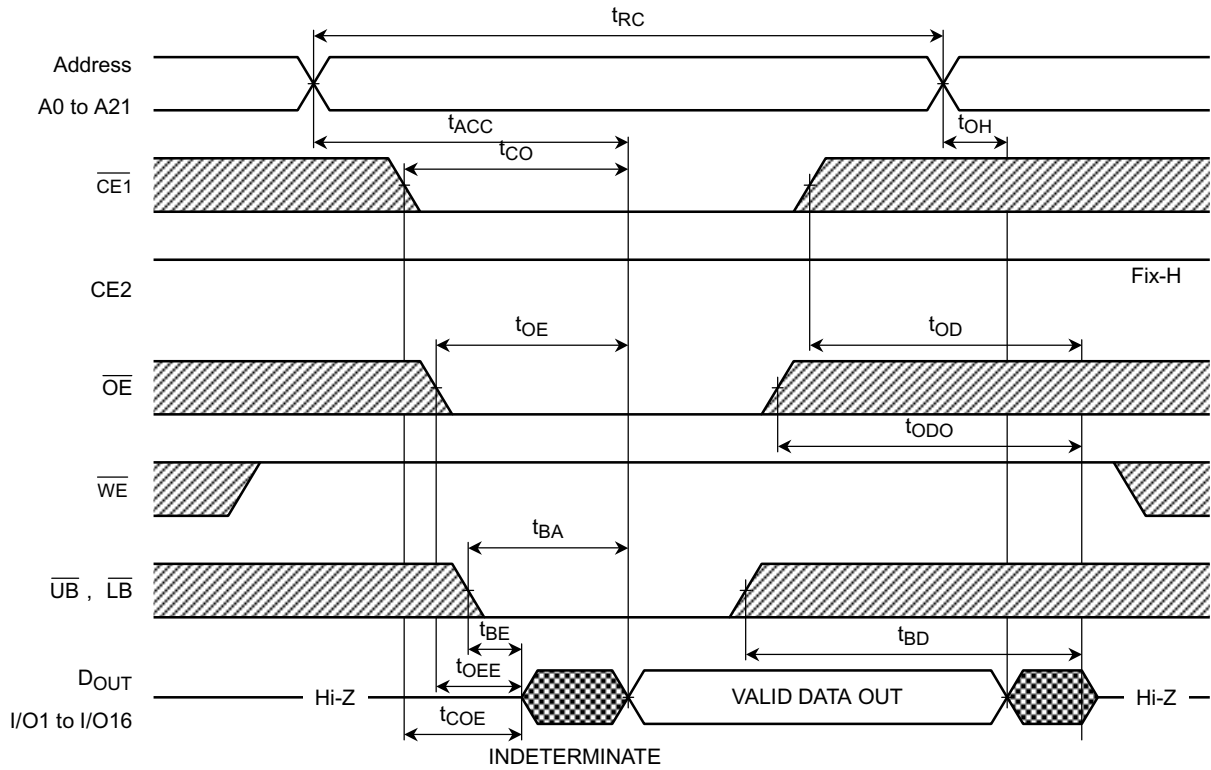 tRC
Address
A0 to A21
tACC
tOH
tCO
CE1
CE2
Fix-H
tOE
tOD
OE
tODO
WE
tBA
UB , LB
tBE
tBD
tOEE
DOUT
Hi-Z
VALID DATA OUT
Hi-Z
I/O1 to I/O16
tCOE
INDETERMINATE